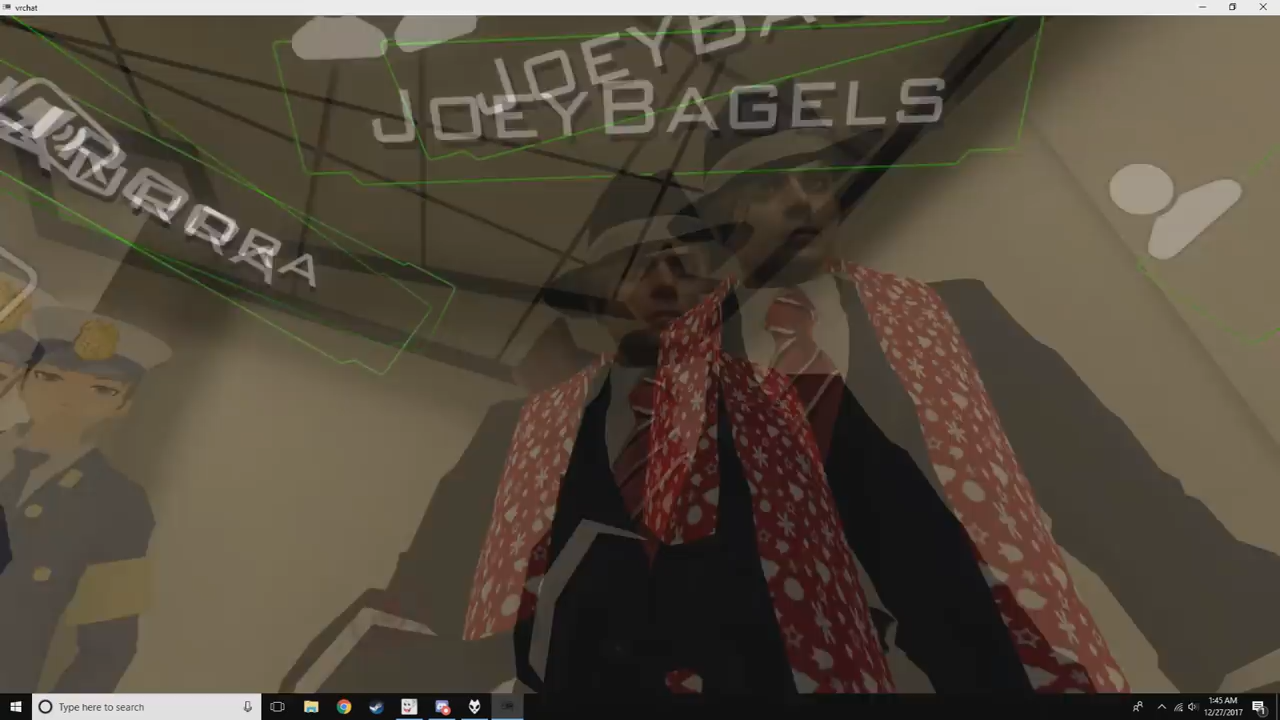 vrchat
JOEYBA
JOEYBAGELS
Type here to search
1:45 AM
12/27/2017